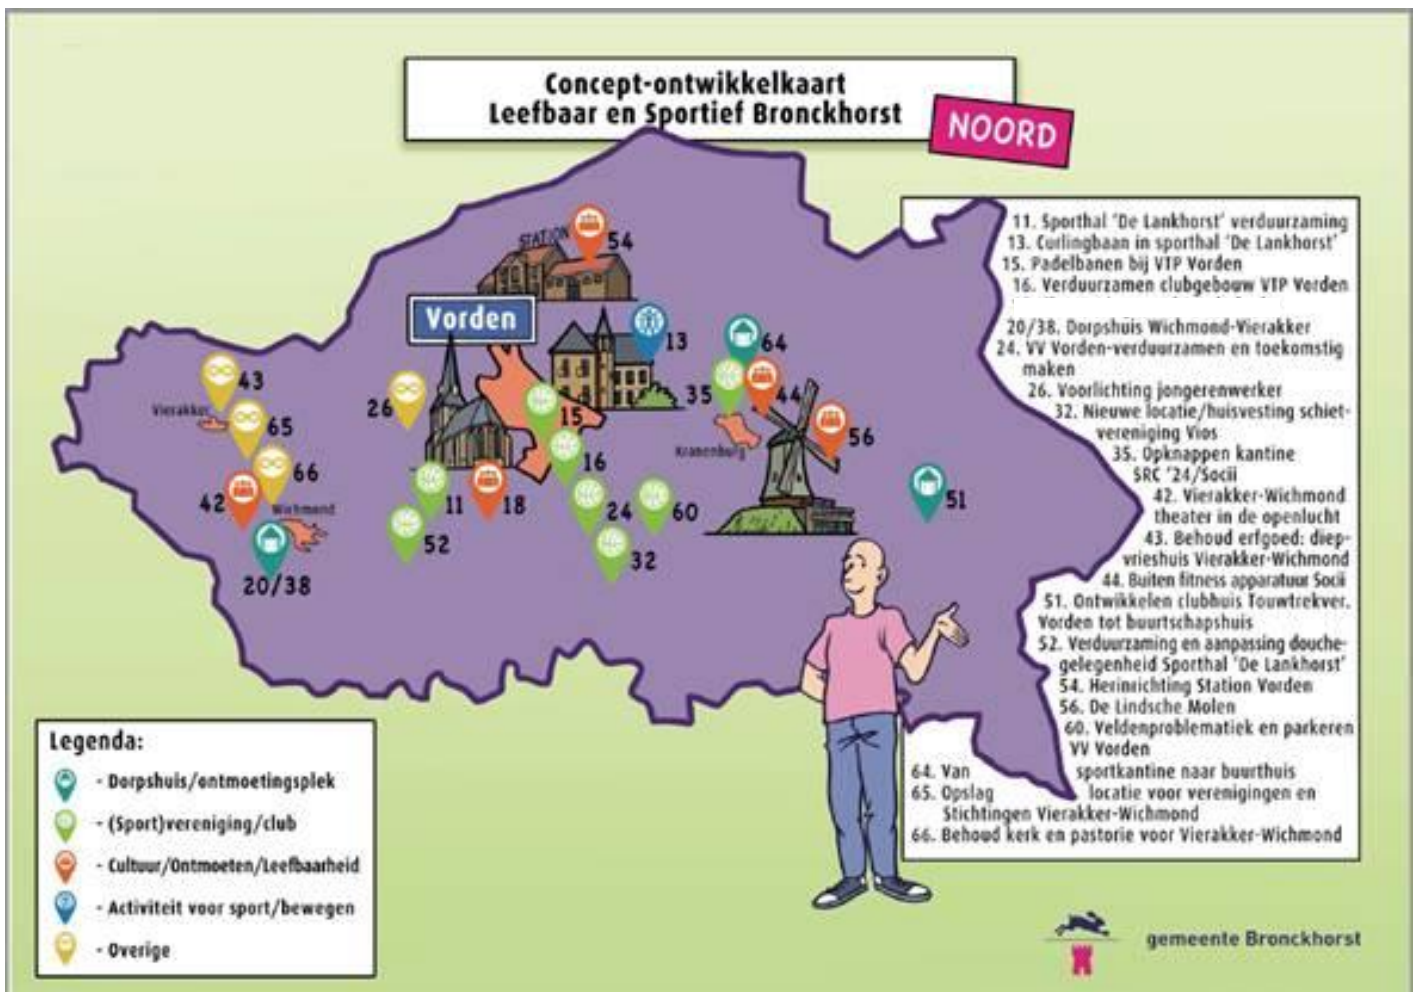 Concept-ontwikkelkaart
Leefbaar en Sportief Bronckhorst
NOORD
STATION
54
Vorden
13
64
43
35
44
Vierakker
26
15
65
56
Kranenburg
16
66
42
11
18
51
Wichmond
24
60
52
32
20/38
11. Sporthal 'De Lankhorst' verduurzaming
13. Curlingbaan in sporthal 'De Lankhorst'
15. Padelbanen bij VTP Vorden
16. Verduurzamen clubgebouw VTP Vorden
20/38. Dorpshuis Wichmond-Vierakker
24. VV Vorden-verduurzamen en toekomstig
maken
26. Voorlichting jongerenwerker
32. Nieuwe locatie/huisvesting schiet-
vereniging Vios
35. Opknappen kantine
SRC '24/Socii
42. Vierakker-Wichmond
theater in de openlucht
43. Behoud erfgoed: diep-
vrieshuis Vierakker-Wichmond
44. Buiten fitness apparatuur Socii
51. Ontwikkelen clubhuis Touwtrekver.
Vorden tot buurtschapshuis
52. Verduurzaming en aanpassing douche-
gelegenheid Sporthal 'De Lankhorst'
54. Herinrichting Station Vorden
56. De Lindsche Molen
60. Veldenproblematiek en parkeren
VV Vorden
64. Van sportkantine naar buurthuis
65. Opslag locatie voor verenigingen en
Stichtingen Vierakker-Wichmond
66. Behoud kerk en pastorie voor Vierakker-Wichmond
Legenda:
- Dorpshuis/ontmoetingsplek
- (Sport)vereniging/club
- Cultuur/Ontmoeten/Leefbaarheid
- Activiteit voor sport/bewegen
- Overige
gemeente Bronckhorst